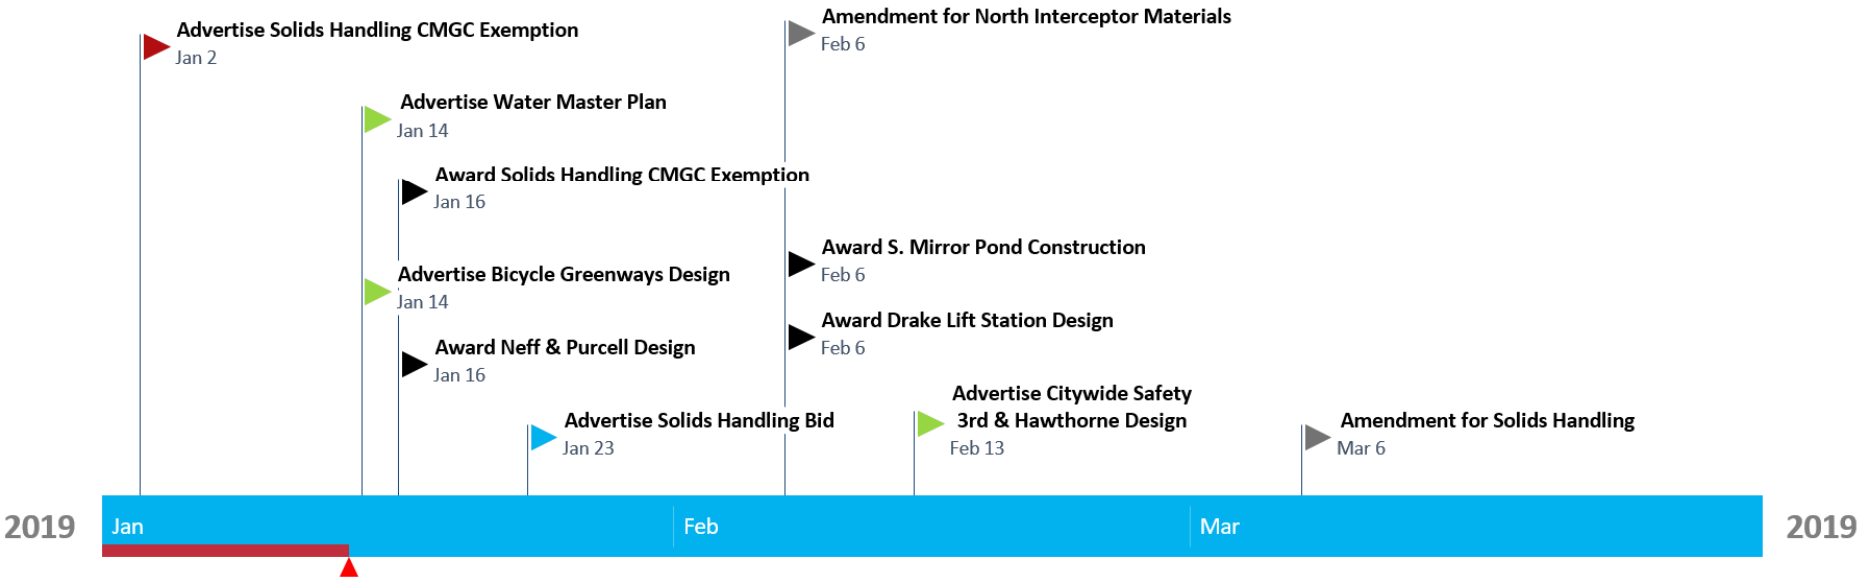 Advertise Solids Handling CMGC Exemption
Jan 2
Amendment for North Interceptor Materials
Feb 6
Advertise Water Master Plan
Jan 14
Award Solids Handling CMGC Exemption
Jan 16
Award S. Mirror Pond Construction
Feb 6
Advertise Bicycle Greenways Design
Jan 14
Award Drake Lift Station Design
Feb 6
Award Neff & Purcell Design
Jan 16
Advertise Solids Handling Bid
Jan 23
Advertise Citywide Safety
3rd & Hawthorne Design
Feb 13
Amendment for Solids Handling
Mar 6
2019
Jan
Feb
Mar
2019